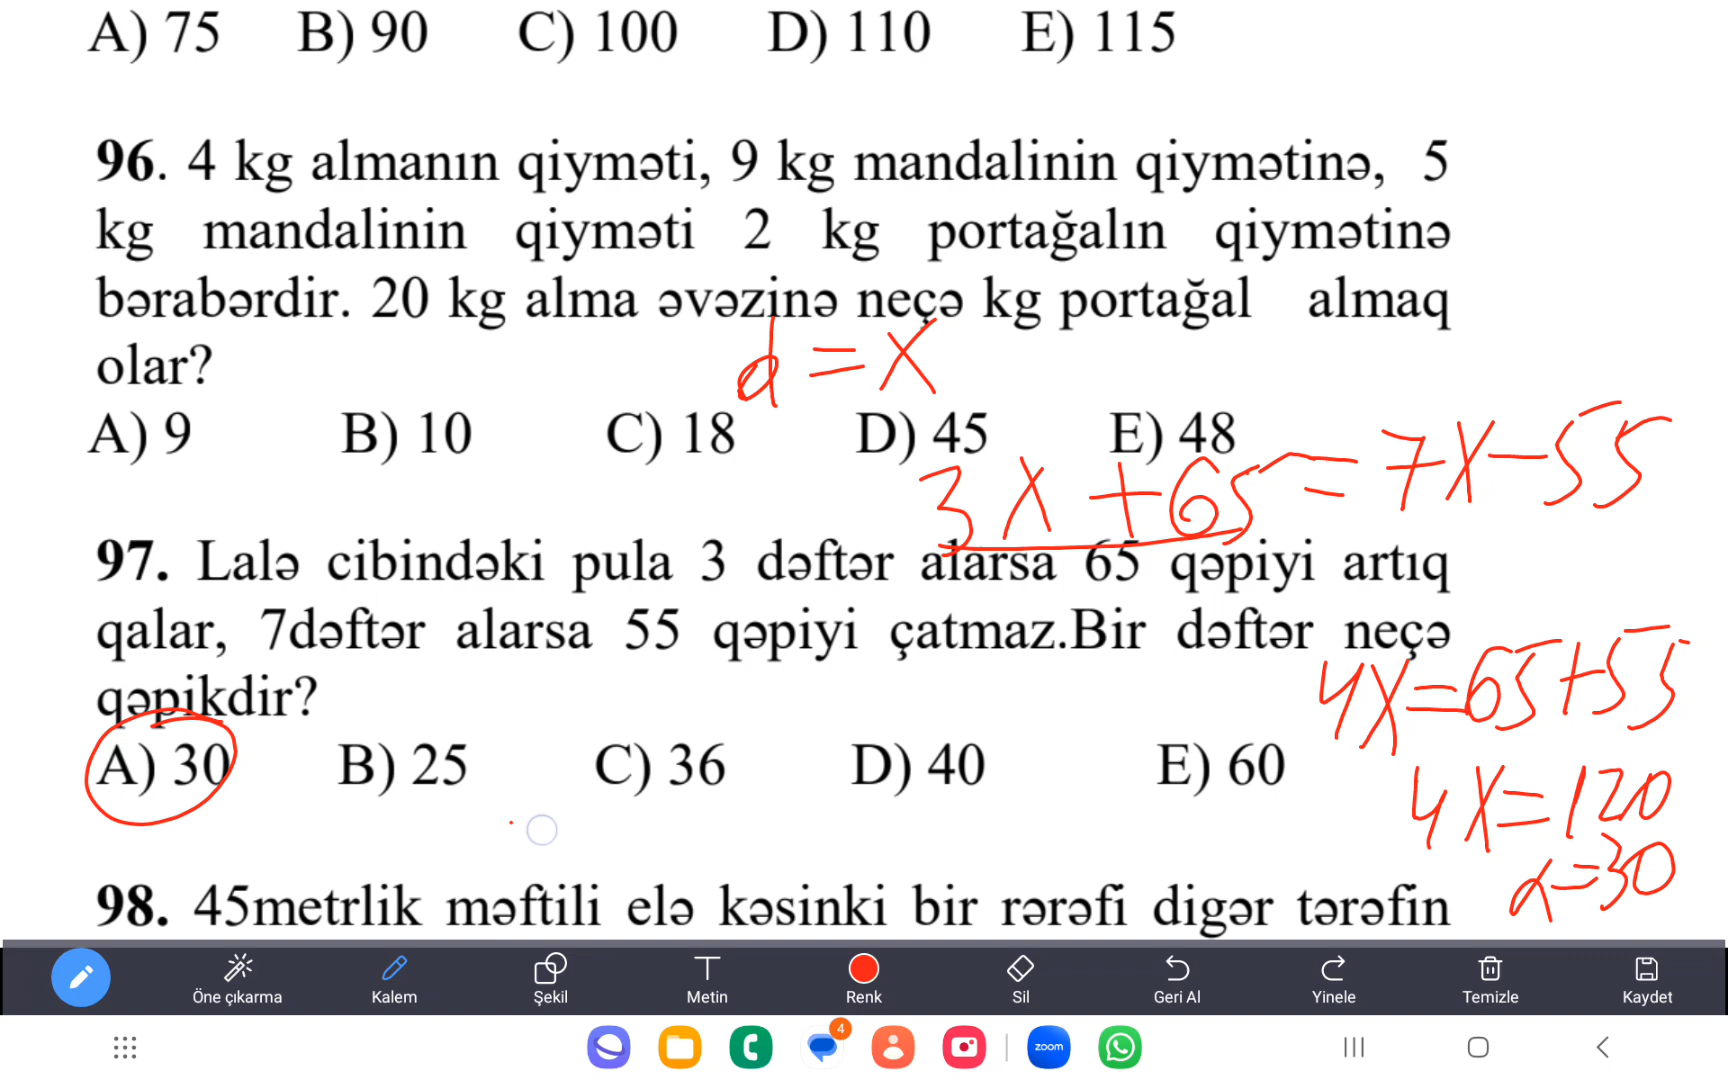 A) 75 B) 90 C) 100 D) 110 E) 115
96. 4 kg almanın qiyməti, 9 kg mandalinin qiymətinə, 5
kg mandalinin qiyməti 2 kg portağalın qiymətinə
bərabərdir. 20 kg alma əvəzinə neçə kg portağal almaq
olar?
d = x
A) 9 B) 10 C) 18 D) 45 E) 48
3x + 65 = 7x - 55
97. Lalə cibindəki pula 3 dəftər alarsa 65 qəpiyi artıq
qalar, 7dəftər alarsa 55 qəpiyi çatmaz.Bir dəftər neçə
qəpikdir?
4x = 65 + 55
A) 30 B) 25 C) 36 D) 40 E) 60
4x = 120
d = 30
98. 45metrlik məftili elə kəsinki bir rərəfi digər tərəfin
Öne çıkarma Kalem Şekil Metin Renk Sil Geri Al Yinele Temizle Kaydet
4
zoom